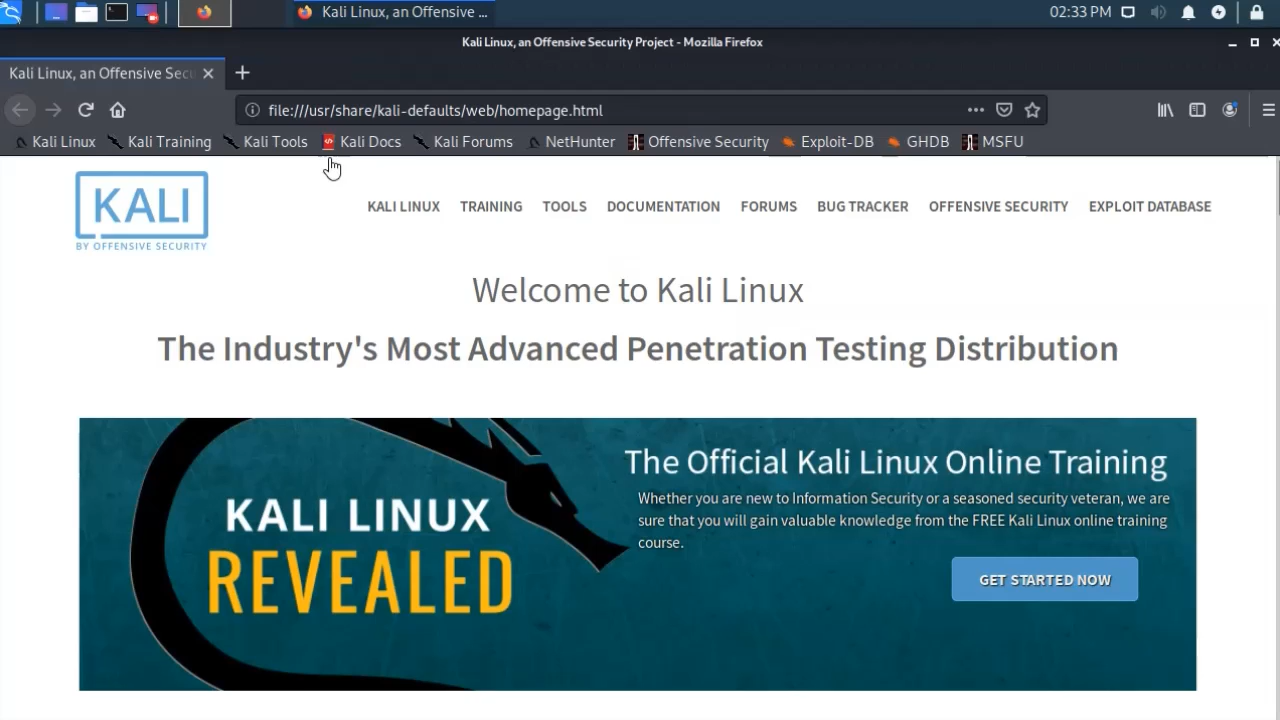 Kali Linux, an Offensive ...
02:33 PM
Kali Linux, an Offensive Security Project - Mozilla Firefox
Kali Linux, an Offensive Secu
file:///usr/share/kali-defaults/web/homepage.html
Kali Linux Kali Training Kali Tools Kali Docs Kali Forums NetHunter Offensive Security Exploit-DB GHDB MSFU
KALI
BY OFFENSIVE SECURITY
KALI LINUX TRAINING TOOLS DOCUMENTATION FORUMS BUG TRACKER OFFENSIVE SECURITY EXPLOIT DATABASE
Welcome to Kali Linux
The Industry's Most Advanced Penetration Testing Distribution
KALI LINUX
REVEALED
The Official Kali Linux Online Training
Whether you are new to Information Security or a seasoned security veteran, we are
sure that you will gain valuable knowledge from the FREE Kali Linux online training
course.
GET STARTED NOW